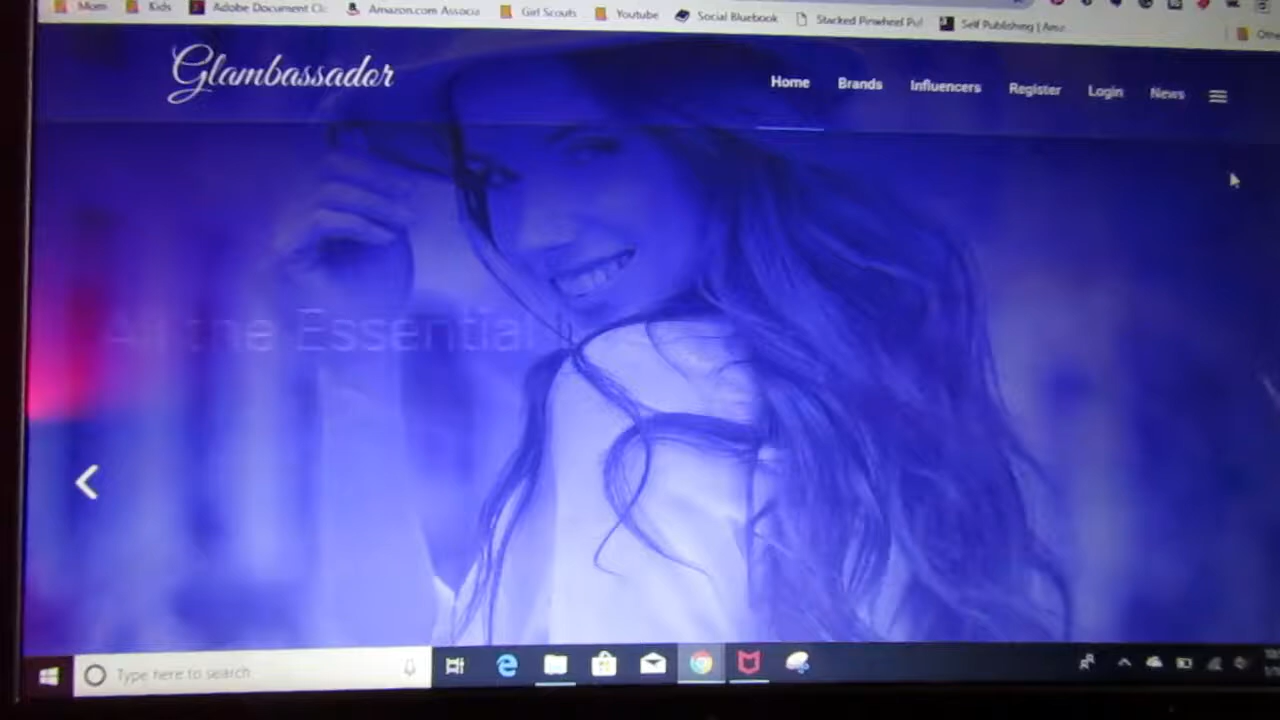 Mom Kids Adobe Document Cl Amazon.com Associa Girl Scouts Youtube Social Bluebook Stacked Pinwheel Pu Self Publishing | Ama
Glambassador
Home Brands Influencers Register Login News
All the Essential
Type here to search